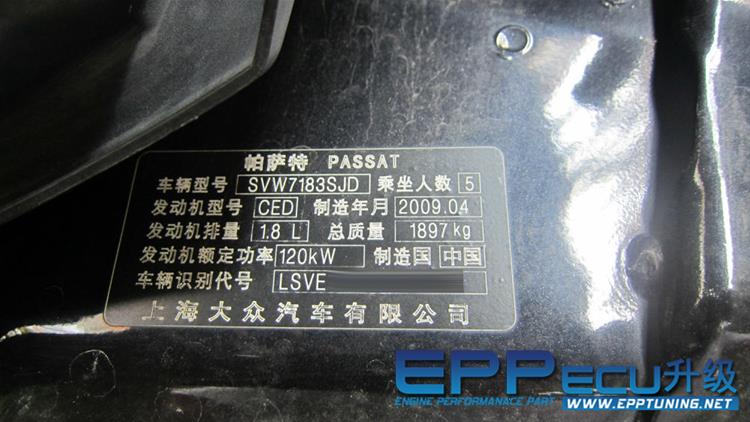 帕萨特 PASSAT
车辆型号 SVW7183SJD 乘坐人数 5
发动机型号 CED 制造年月 2009.04
发动机排量 1.8 L 总质量 1897 kg
发动机额定功率 120kW 制造国 中国
车辆识别代号 LSVE
上海大众汽车有限公司
EPP ECU升级
ENGINE PERFORMANACE PART
WWW.EPPTUNING.NET